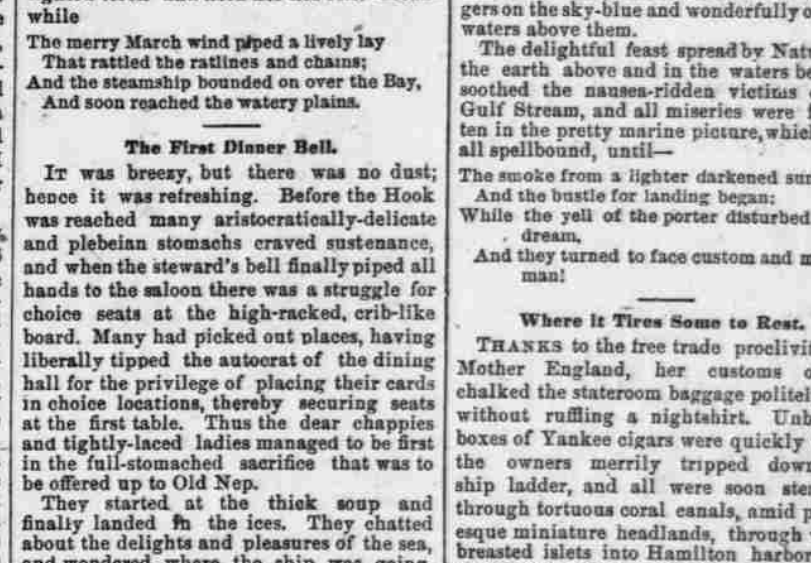 while
The merry March wind piped a lively lay
That rattled the ratlines and chains;
And the steamship bounded on over the Bay,
And soon reached the watery plains.
The First Dinner Bell.
IT was breezy, but there was no dust;
hence it was refreshing. Before the Hook
was reached many aristocratically-delicate
and plebeian stomachs craved sustenance,
and when the steward's bell finally piped all
hands to the saloon there was a struggle for
choice seats at the high-racked, crib-like
board. Many had picked out places, having
liberally tipped the autocrat of the dining
hall for the privilege of placing their cards
in choice locations, thereby securing seats
at the first table. Thus the dear chappies
and tightly-laced ladies managed to be first
in the full-stomached sacrifice that was to
be offered up to Old Nep.
They started at the thick soup and
finally landed in the ices. They chatted
about the delights and pleasures of the sea,
and wondered where the ship was going,
gers on the sky-blue and wonderfully
waters above them.
The delightful feast spread by
the earth above and in the waters
soothed the nausea-ridden victims
Gulf Stream, and all miseries were
ten in the pretty marine picture,
all spellbound, until—
The smoke from a lighter darkened
And the bustle for landing began;
While the yell of the porter disturbed
dream,
And they turned to face custom and
man!
Where it Tires Some to Rest.
THANKS to the free trade
Mother England, her customs
chalked the stateroom baggage
without ruffling a nightshirt.
boxes of Yankee cigars were quickly
the owners merrily tripped
ship ladder, and all were soon
through tortuous coral canals, amid
esque miniature headlands, through
breasted islets into Hamilton